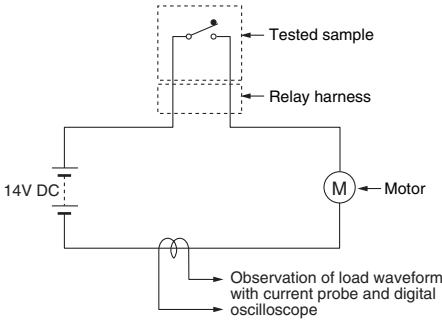 Tested sample
Relay harness
14V DC
M
Motor
Observation of load waveform
with current probe and digital
oscilloscope